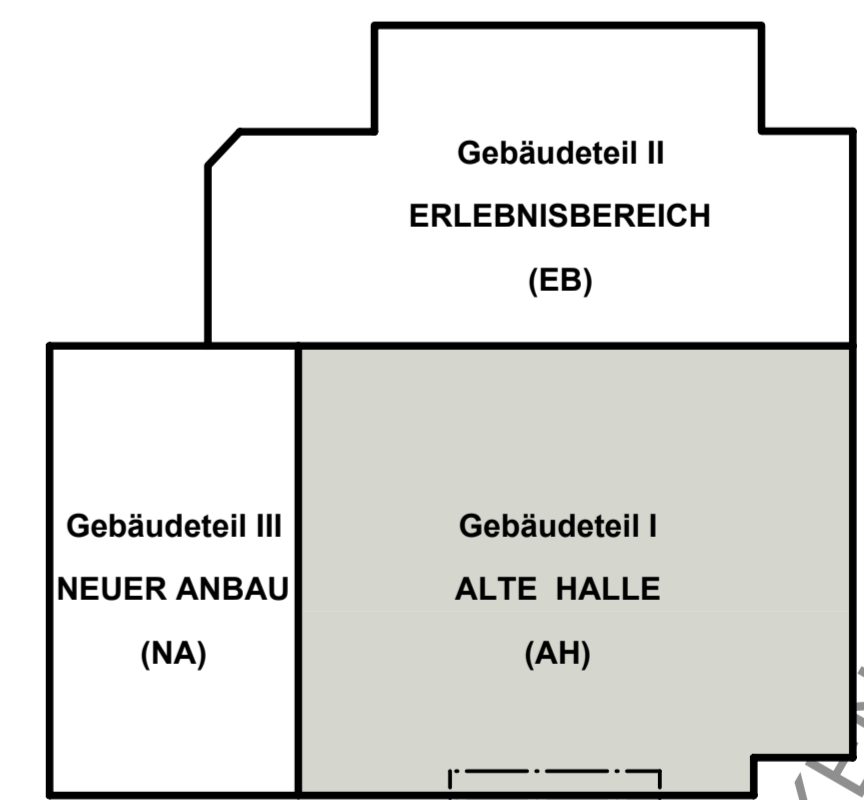 Gebäudeteil II
ERLEBNISBEREICH
(EB)
Gebäudeteil III
NEUER ANBAU
(NA)
Gebäudeteil I
ALTE HALLE
(AH)